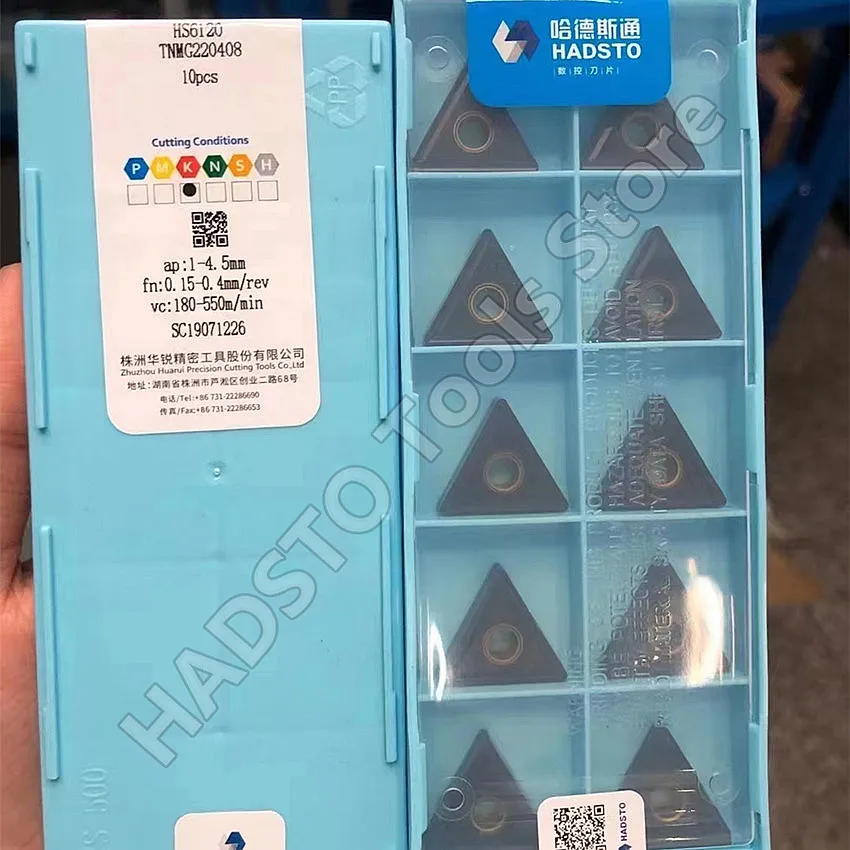 HS6120
TNMG220408
10pcs
Cutting Conditions
P M K N S H
ap:1-4.5mm
fn:0.15-0.4mm/rev
vc:180-550m/min
SC19071226
株洲华锐精密工具股份有限公司
Zhuzhou Huarui Precision Cutting Tools Co.,Ltd
地址:湖南省株洲市芦淞区创业二路68号
电话/Tel:+86 731-22286690
传真/Fax:+86 731-22286653
PP
S 500
哈德斯通
HADSTO
数控刀片
WARNING
HADSTO
HADSTO Tools Store